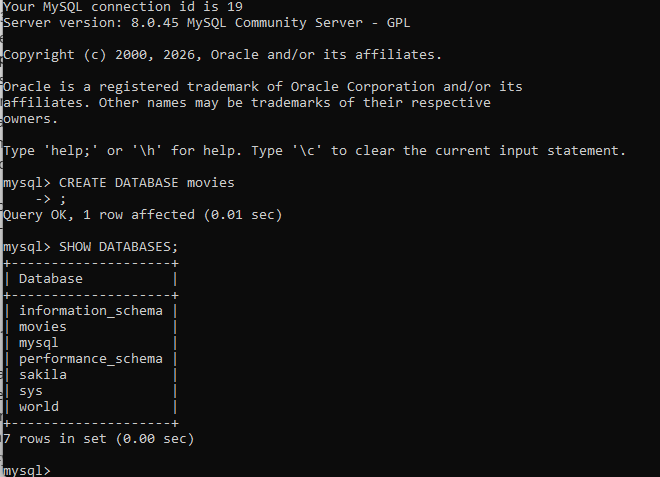 Your MySQL connection id is 19
Server version: 8.0.45 MySQL Community Server - GPL
Copyright (c) 2000, 2026, Oracle and/or its affiliates.
Oracle is a registered trademark of Oracle Corporation and/or its
affiliates. Other names may be trademarks of their respective
owners.
Type 'help;' or '\h' for help. Type '\c' to clear the current input statement.
mysql> CREATE DATABASE movies
    -> ;
Query OK, 1 row affected (0.01 sec)
mysql> SHOW DATABASES;
+--------------------+
| Database           |
+--------------------+
| information_schema |
| movies             |
| mysql              |
| performance_schema |
| sakila             |
| sys                |
| world              |
+--------------------+
7 rows in set (0.00 sec)
mysql>